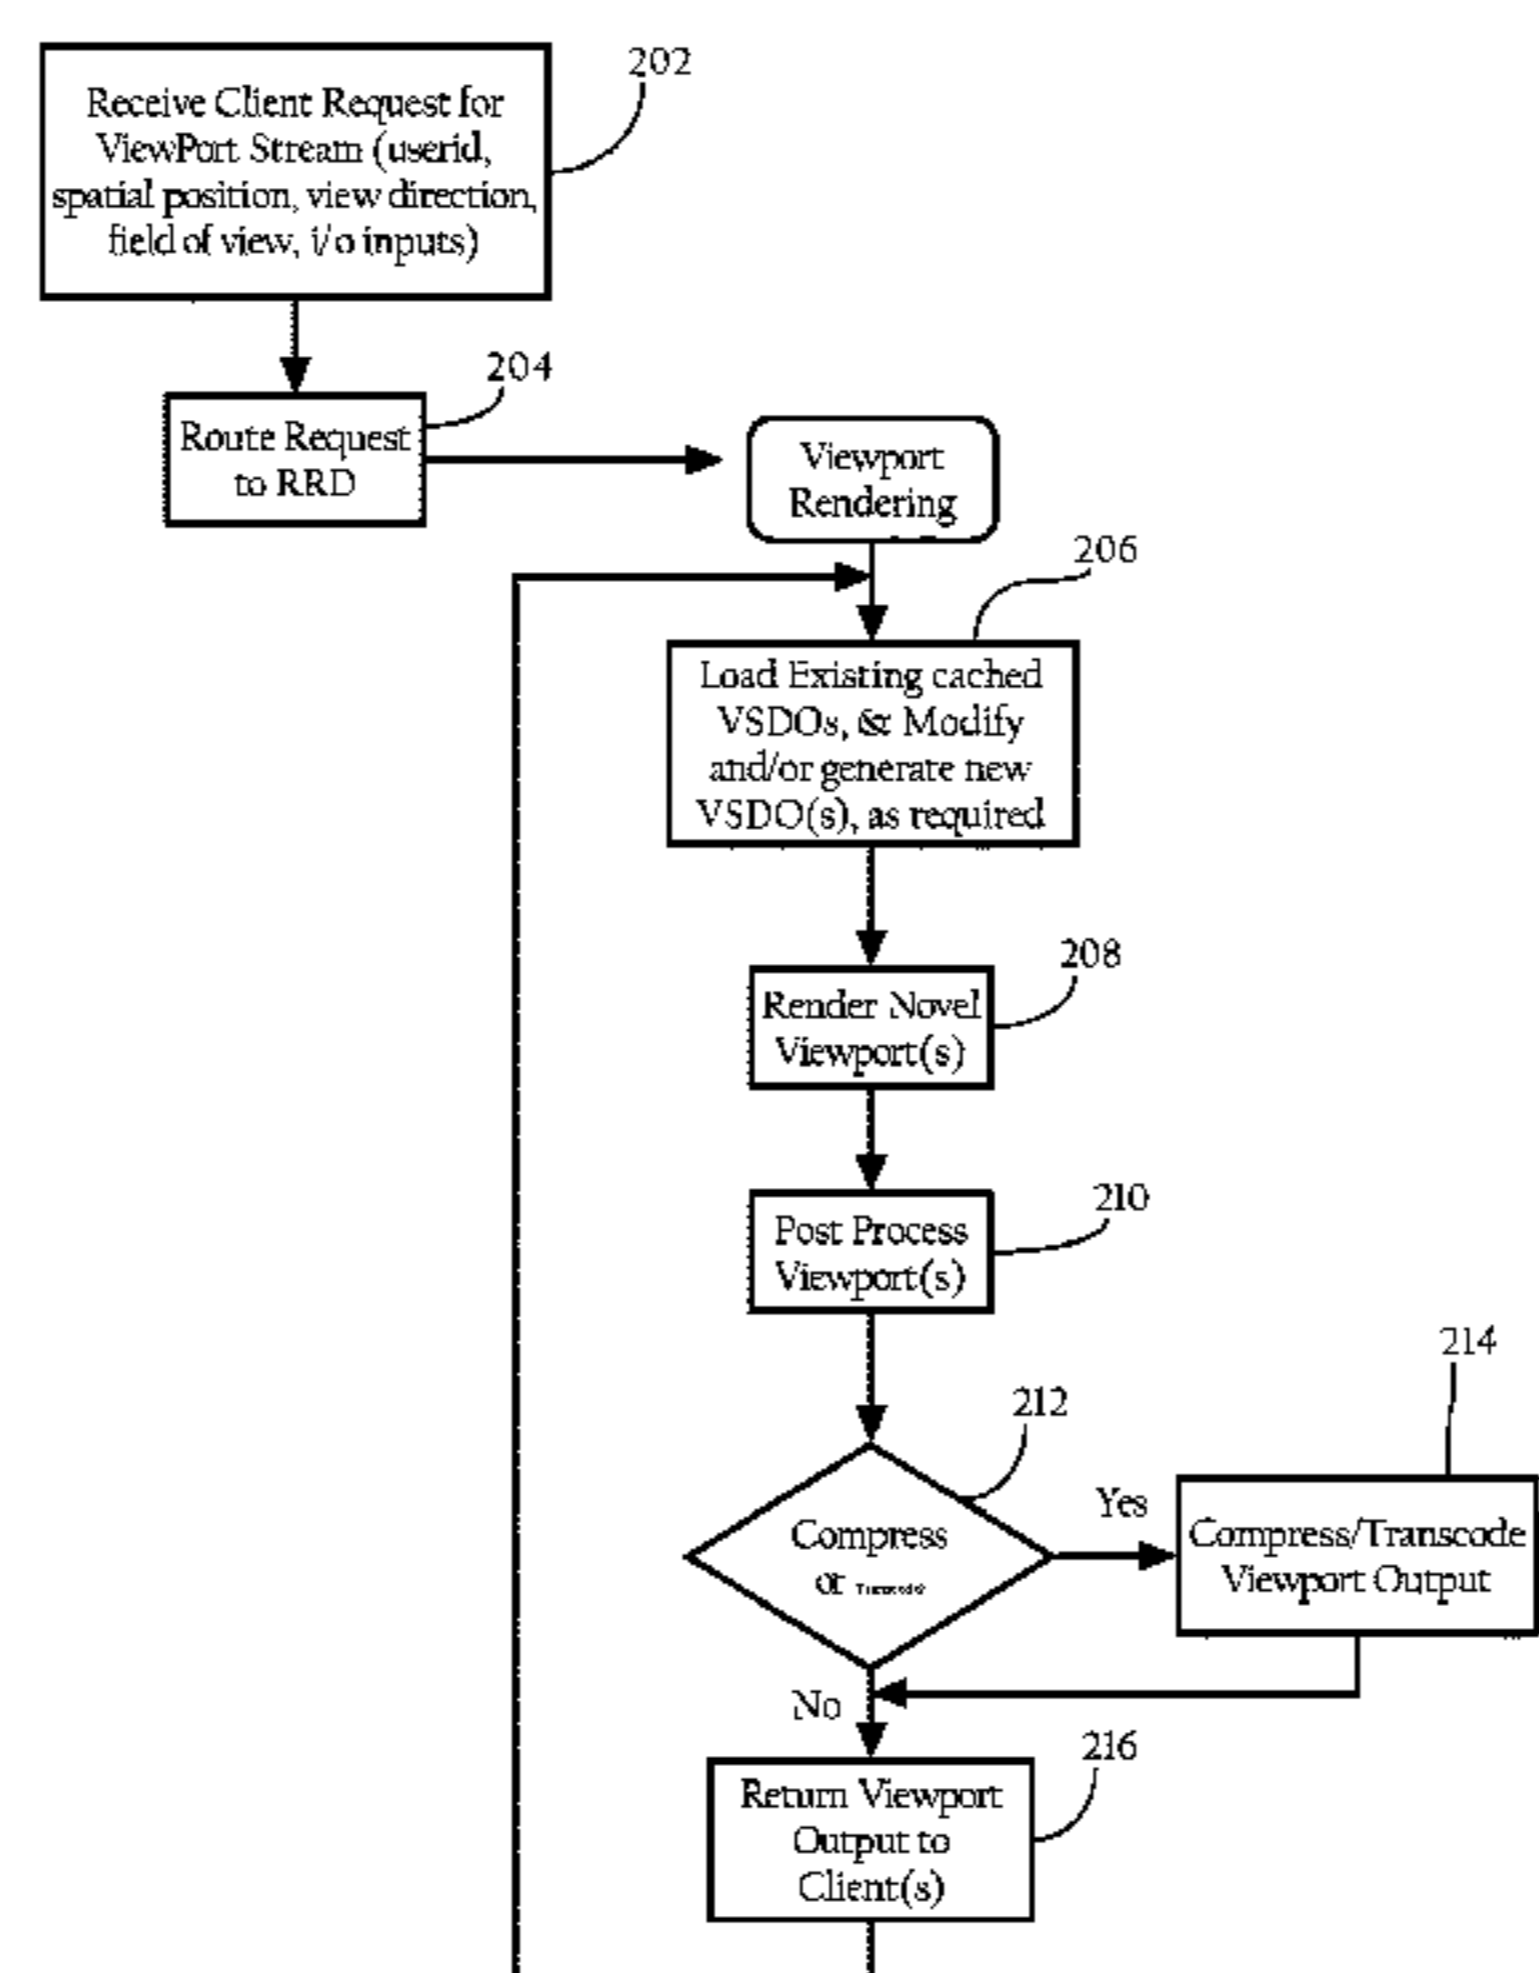 202
Receive Client Request for
ViewPort Stream (userid,
spatial position, view direction,
field of view, i/o inputs)
204
Route Request
to RRD
Viewport
Rendering
206
Load Existing cached
VSDOs, & Modify
and/or generate new
VSDO(s), as required
208
Render Novel
Viewport(s)
210
Post Process
Viewport(s)
212
Compress
or
Yes
214
Compress/Transcode
Viewport Output
No
216
Return Viewport
Output to
Client(s)